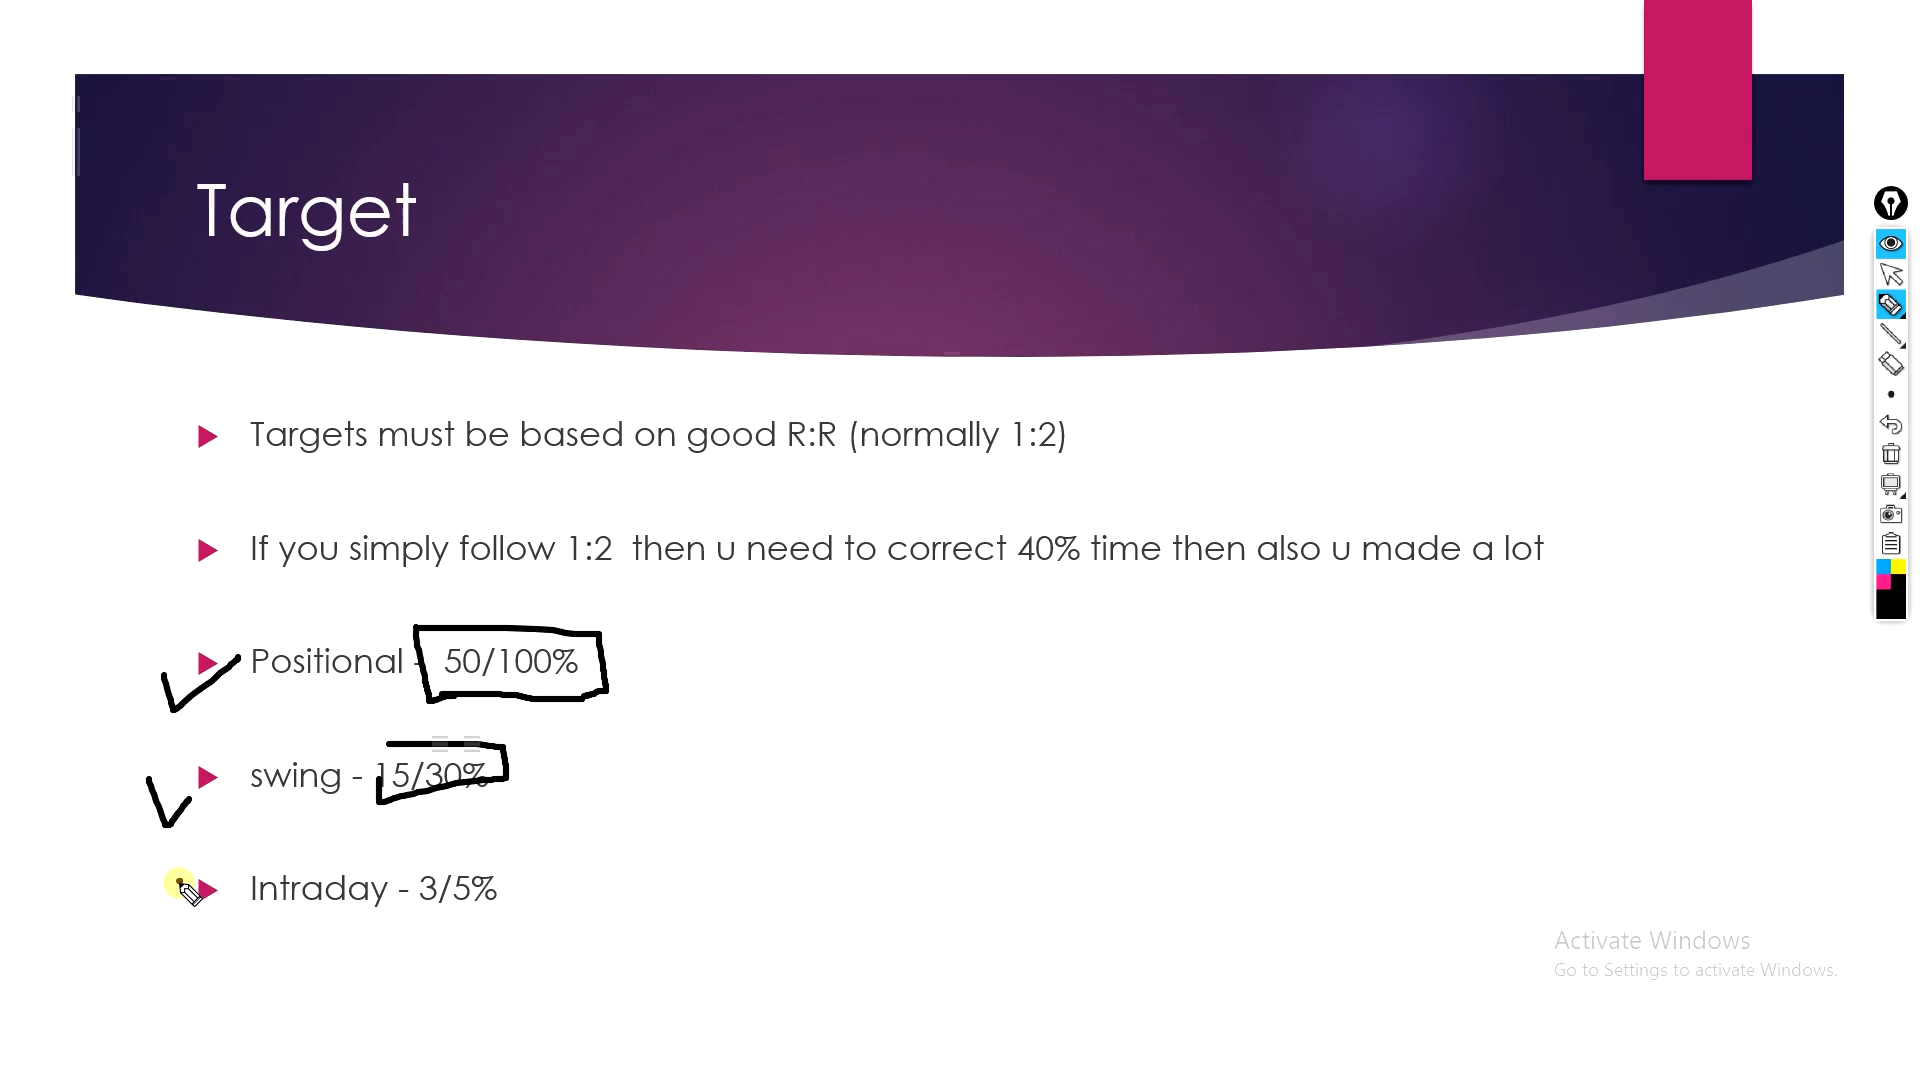 Target
Targets must be based on good R:R (normally 1:2)
If you simply follow 1:2 then u need to correct 40% time then also u made a lot
Positional - 50/100%
swing - 15/30%
Intraday - 3/5%
Activate Windows
Go to Settings to activate Windows.